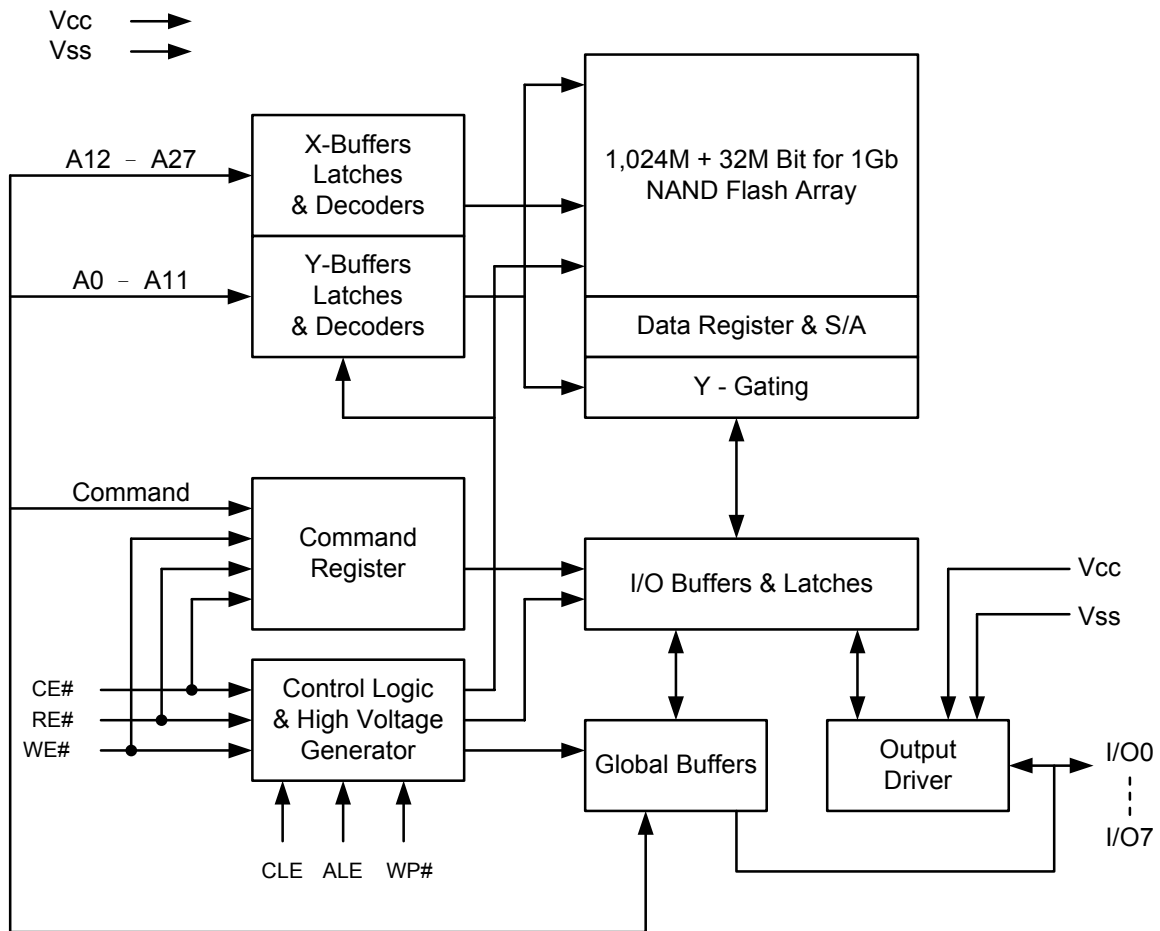 Vcc
Vss
A12 – A27
X-Buffers
Latches
& Decoders
1,024M + 32M Bit for 1Gb
NAND Flash Array
A0 – A11
Y-Buffers
Latches
& Decoders
Data Register & S/A
Y - Gating
Command
Command
Register
I/O Buffers & Latches
Vcc
Vss
CE#
RE#
WE#
Control Logic
& High Voltage
Generator
Global Buffers
Output
Driver
I/O0
I/O7
CLE
ALE
WP#